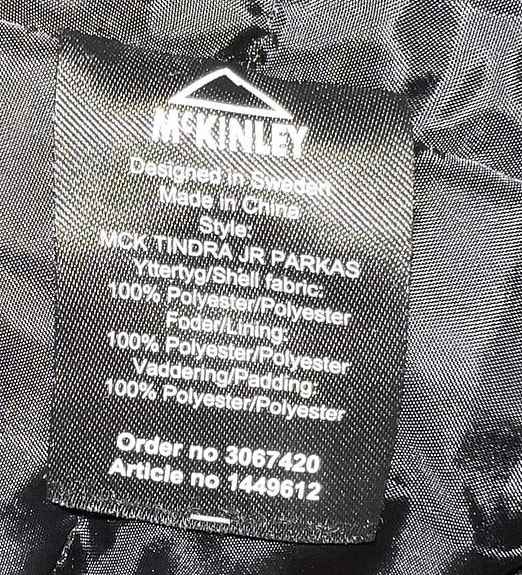 McKINLEY
Designed in Sweden
Made in China
Style:
MCK TINDRA JR PARKAS
Yttertyg/Shell fabric:
100% Polyester/Polyester
Foder/Lining:
100% Polyester/Polyester
Vaddering/Padding:
100% Polyester/Polyester
Order no 3067420
Article no 1449612